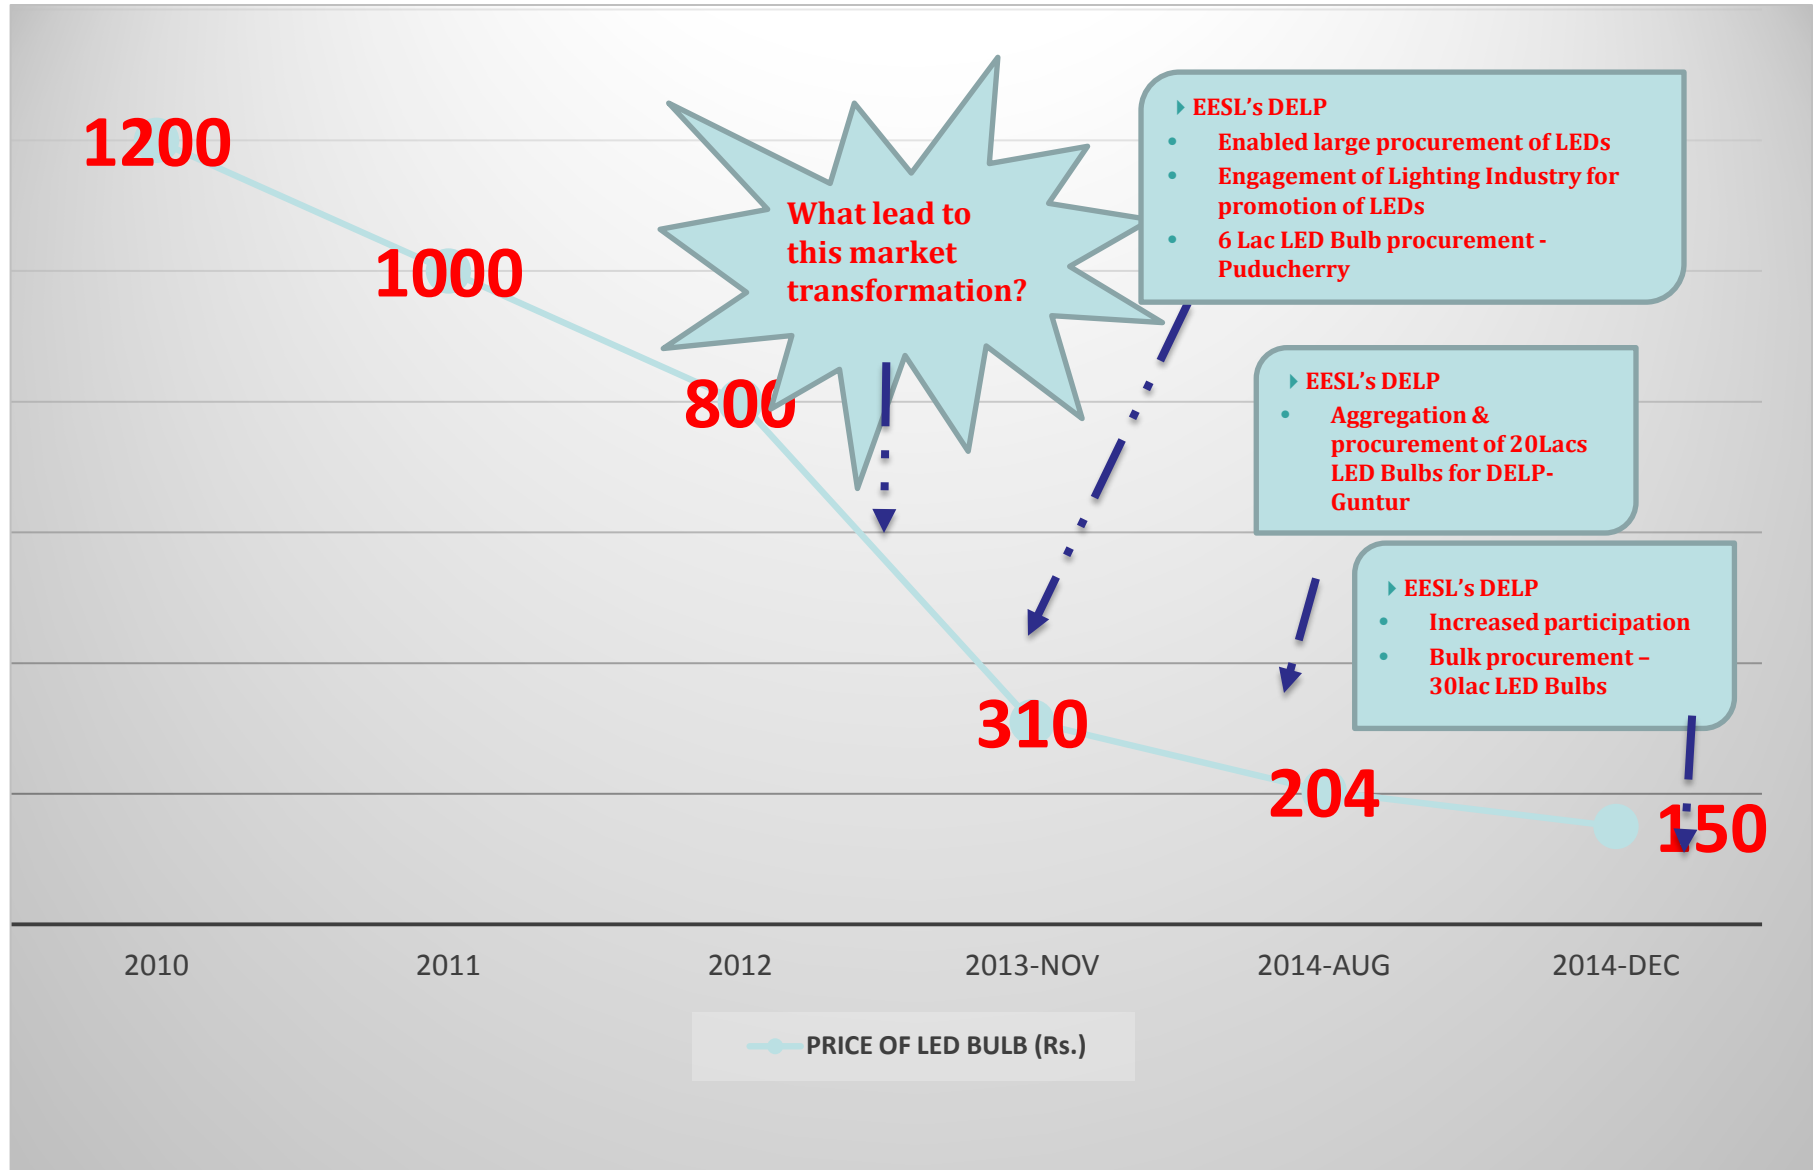 1200
1000
800
310
204
150
What lead to
this market
transformation?
EESL's DELP
• Enabled large procurement of LEDs
• Engagement of Lighting Industry for
promotion of LEDs
• 6 Lac LED Bulb procurement -
Puducherry
EESL's DELP
• Aggregation &
procurement of 20Lacs
LED Bulbs for DELP-
Guntur
EESL's DELP
• Increased participation
• Bulk procurement –
30lac LED Bulbs
2010 2011 2012 2013-NOV 2014-AUG 2014-DEC
PRICE OF LED BULB (Rs.)